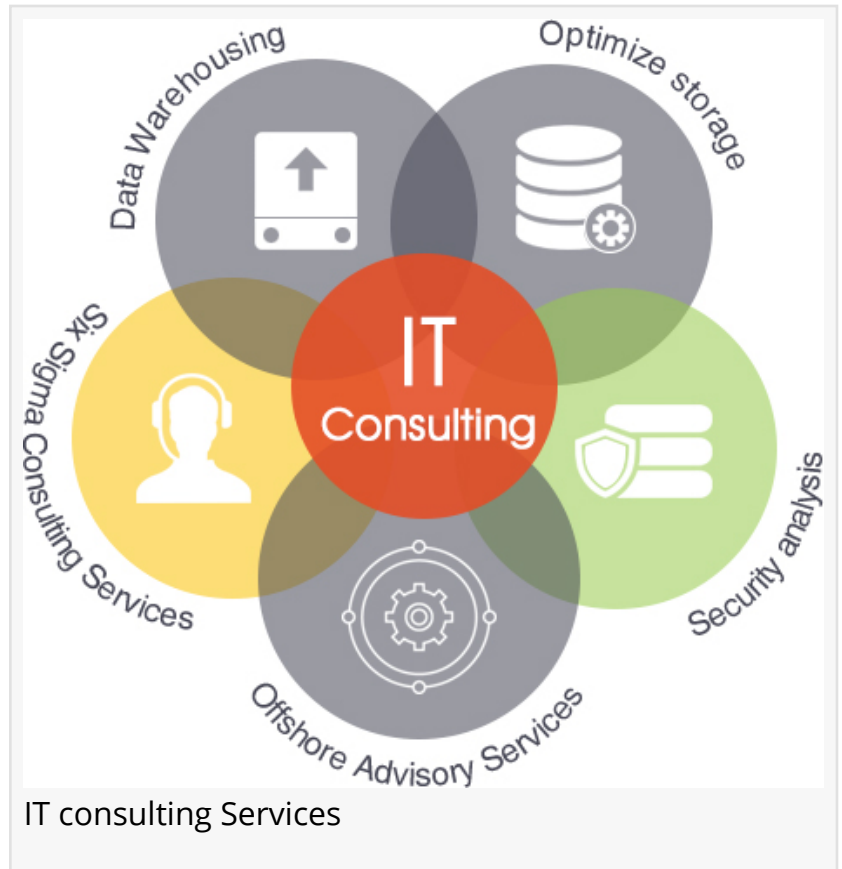 Data Warehousing
Optimize storage
Six Sigma Consulting Services
IT
Consulting
Security analysis
Offshore Advisory Services
IT consulting Services